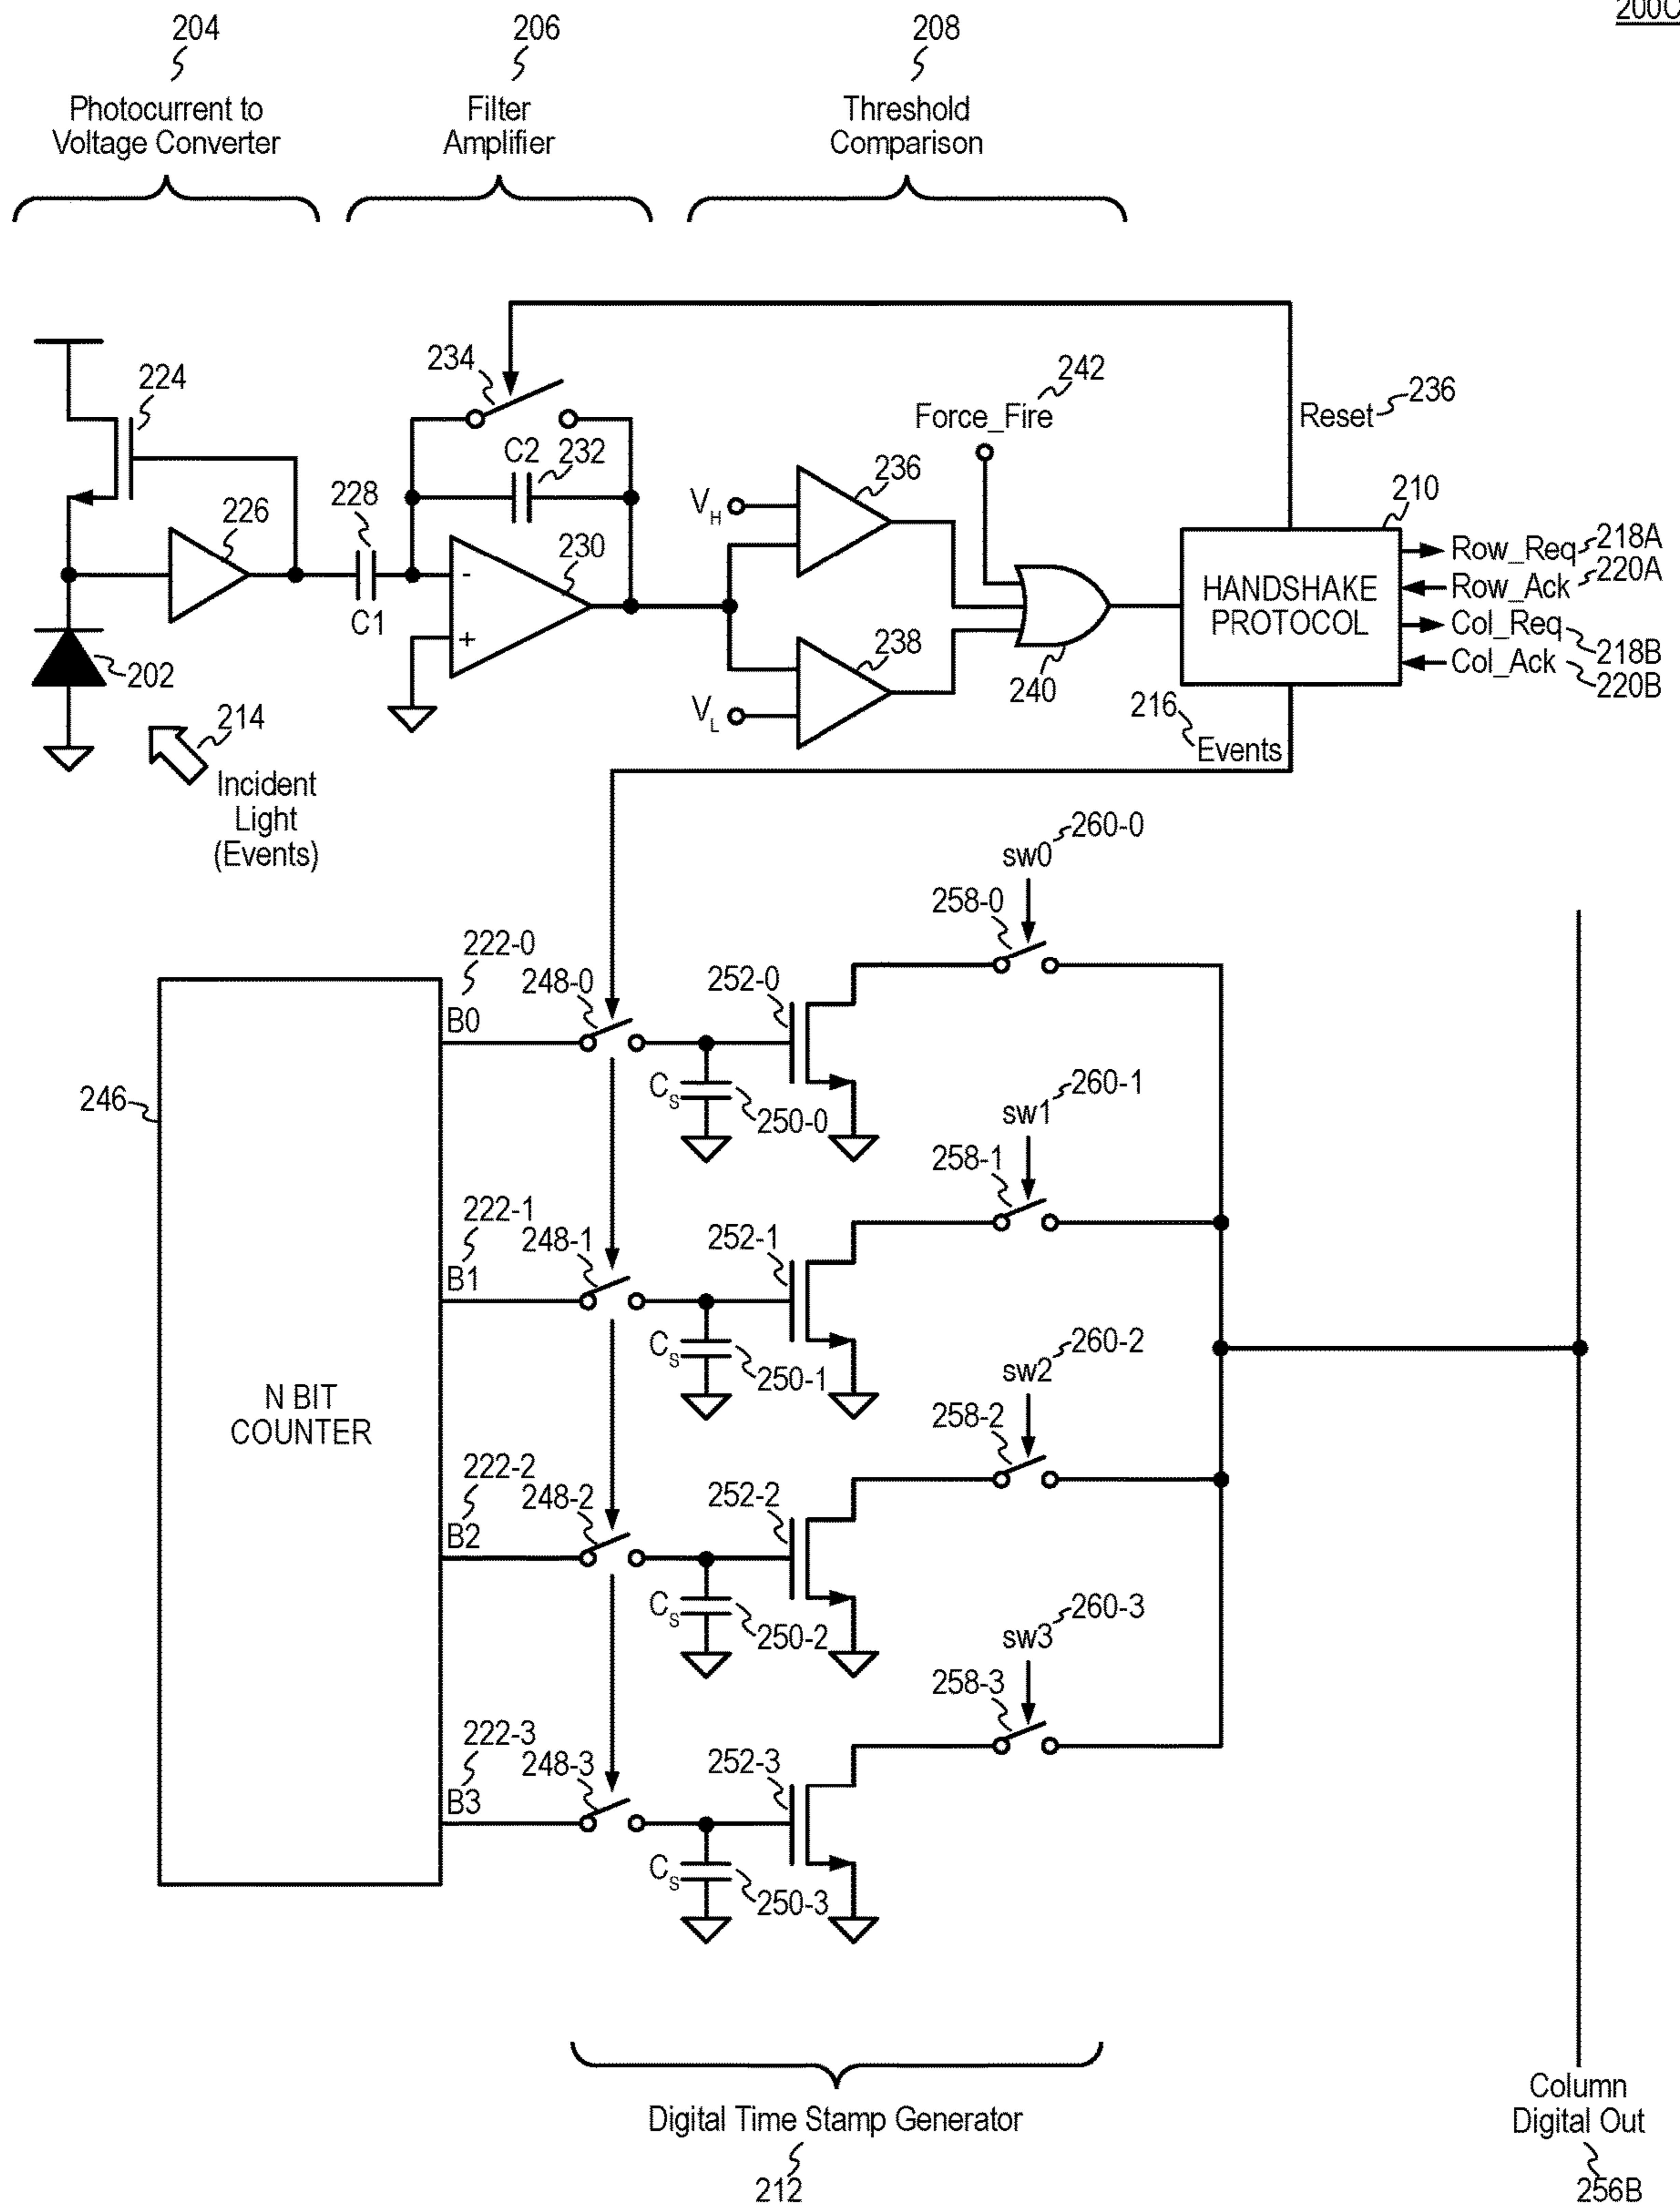 200C
204
206
208
Photocurrent to
Voltage Converter
Filter
Amplifier
Threshold
Comparison
224
234
242
Force_Fire
Reset 236
C2 232
228
226
C1
-
+
230
VH
236
VL
238
240
210
HANDSHAKE
PROTOCOL
Row_Req 218A
Row_Ack 220A
Col_Req
218B
Col_Ack
220B
202
214
Incident
Light
(Events)
216
Events
260-0
sw0
258-0
222-0
248-0
252-0
B0
246
CS
250-0
260-1
sw1
258-1
222-1
248-1
252-1
B1
CS
250-1
260-2
sw2
258-2
N BIT
COUNTER
222-2
248-2
252-2
B2
CS
250-2
260-3
sw3
258-3
222-3
248-3
252-3
B3
CS
250-3
Digital Time Stamp Generator
212
Column
Digital Out
256B